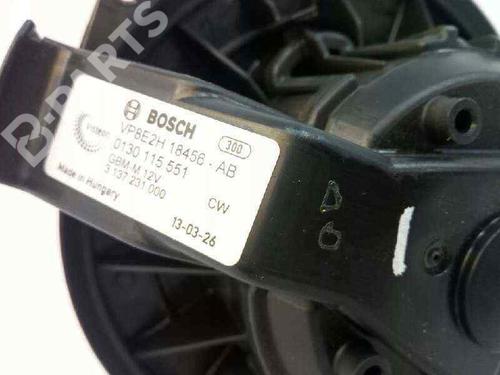 B-PARTS
BOSCH
300
Visteon
VP8E2H 18456 - AB
0130 115 551
GBM-M 12V
3 137 231 000
CW
Made in Hungary
13-03-26